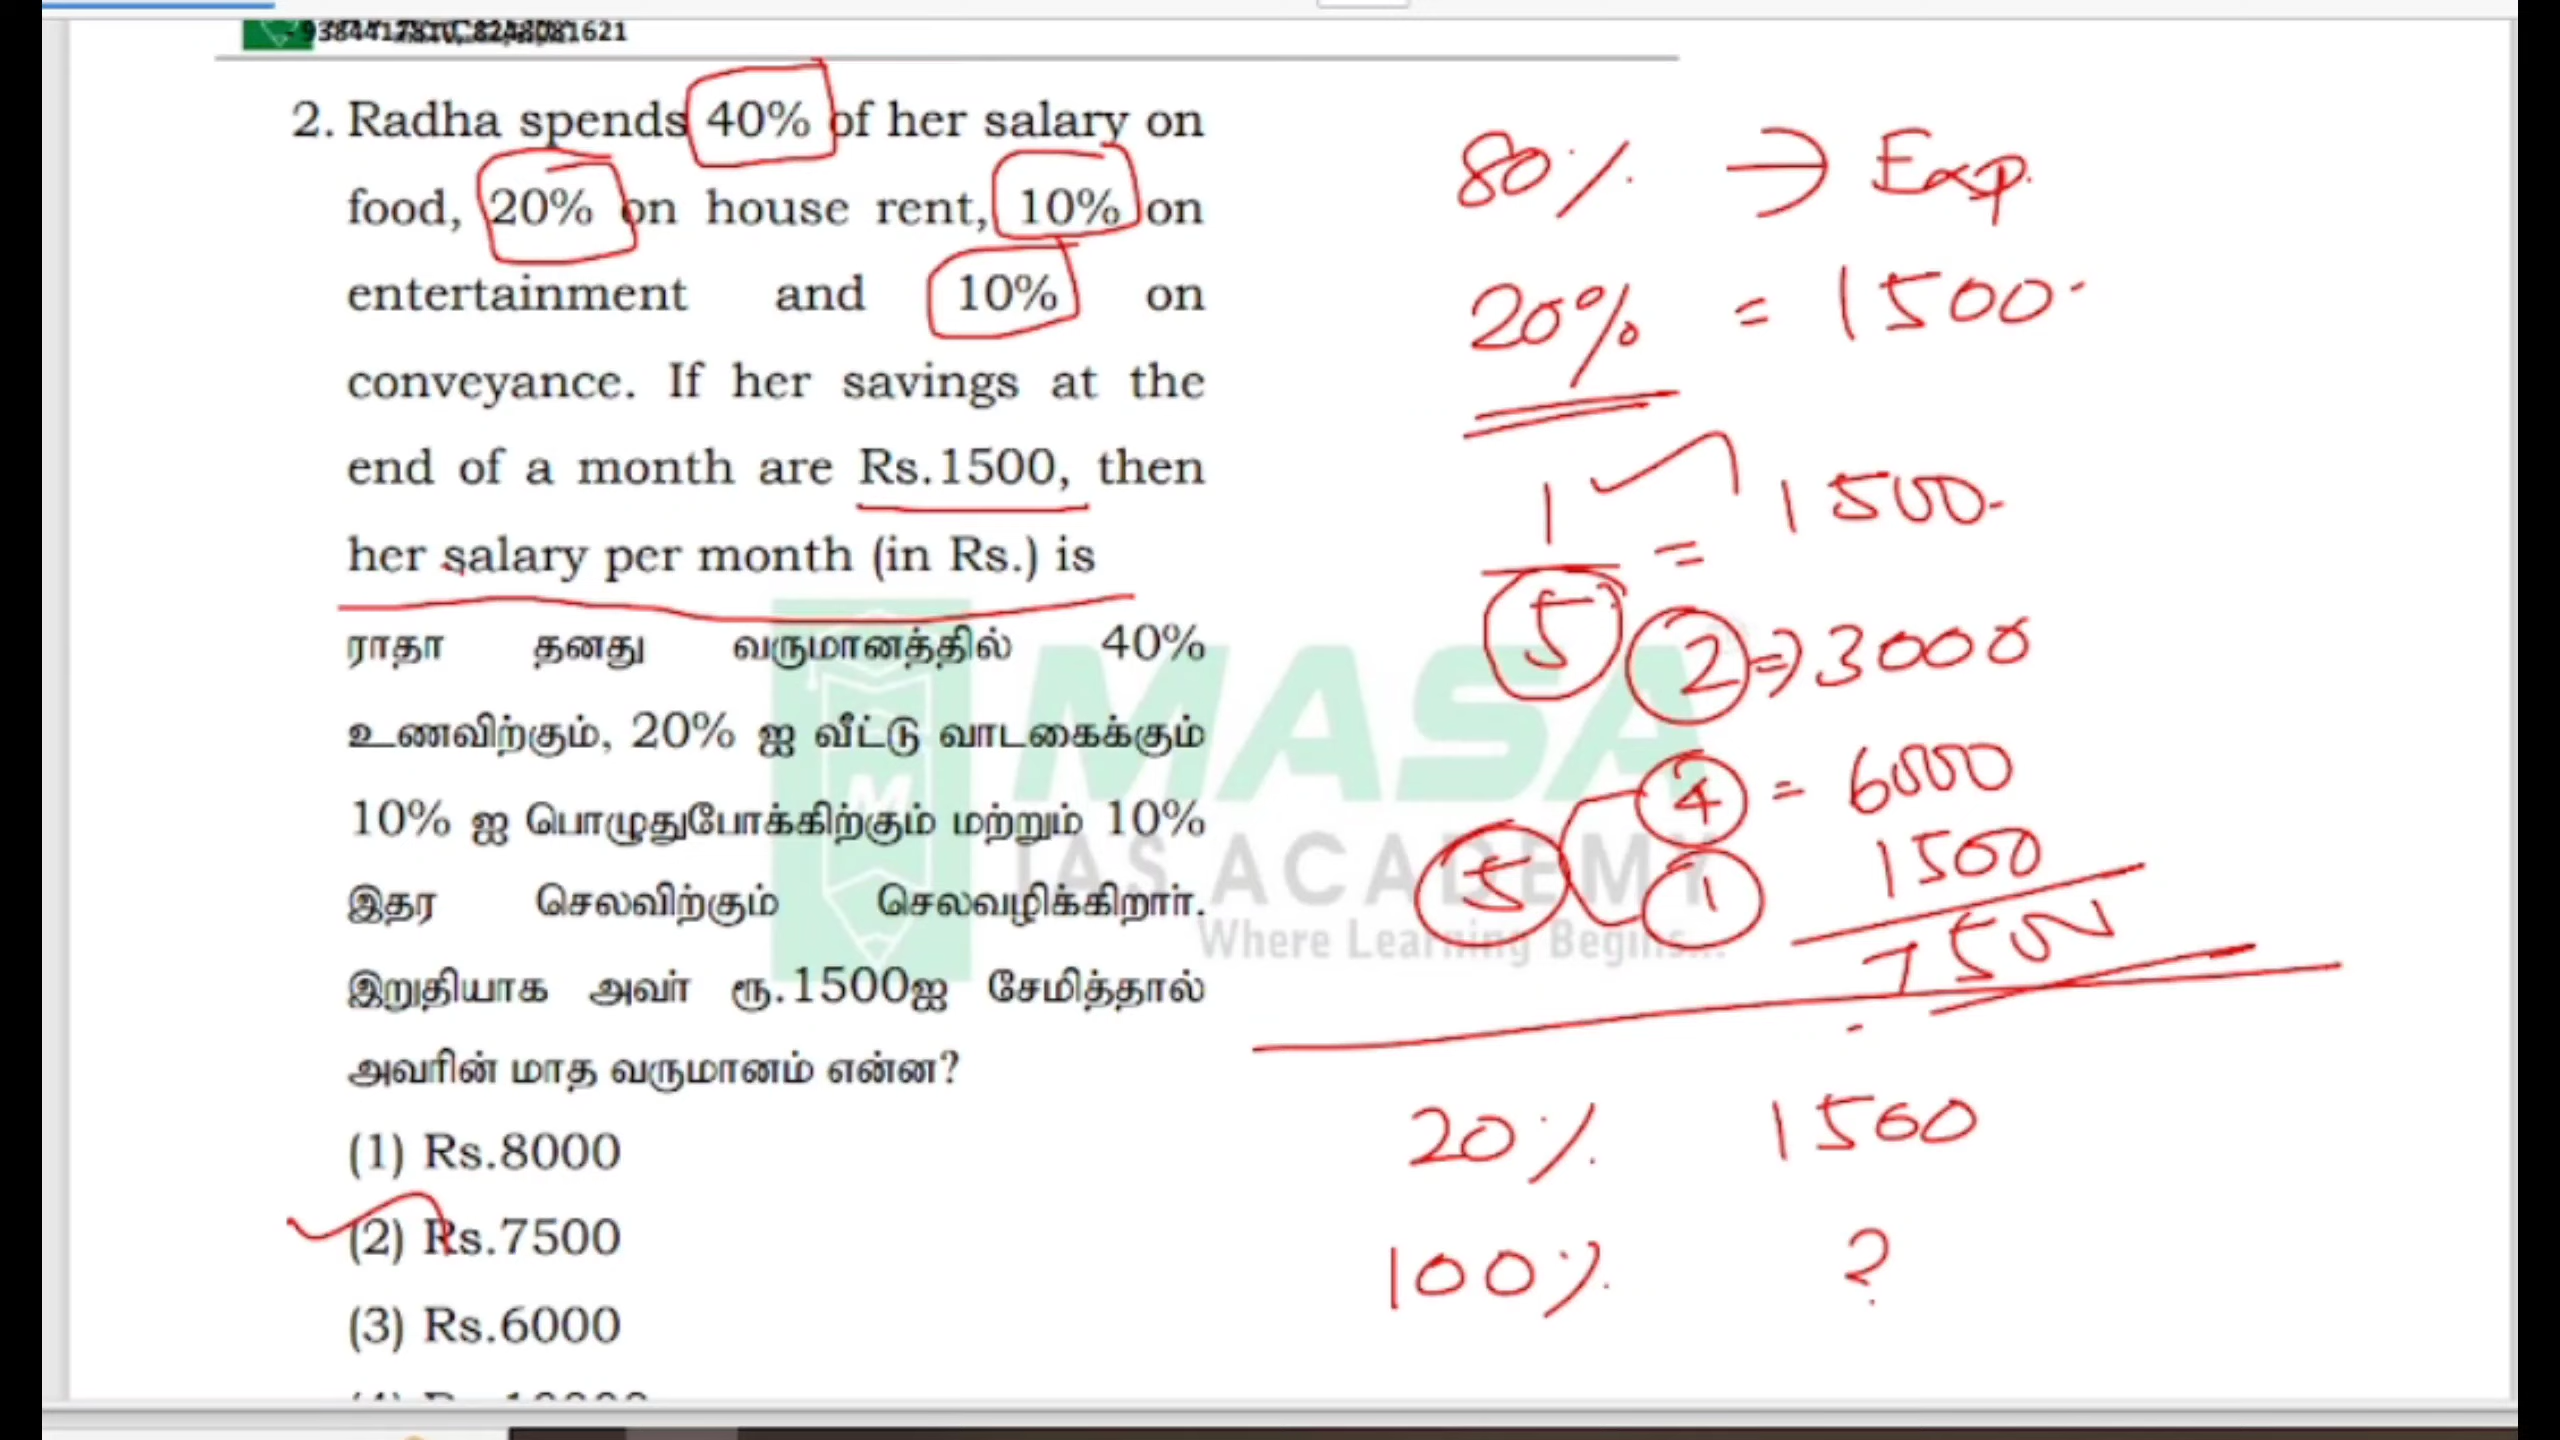 2. Radha spends 40% of her salary on
food, 20% on house rent, 10% on
entertainment and 10% on
conveyance. If her savings at the
end of a month are Rs.1500, then
her salary per month (in Rs.) is
ராதா தனது வருமானத்தில் 40%
உணவிற்கும், 20% ஐ வீட்டு வாடகைக்கும்
10% ஐ பொழுதுபோக்கிற்கும் மற்றும் 10%
இதர செலவிற்கும் செலவழிக்கிறார்.
இறுதியாக அவர் ரூ.1500ஐ சேமித்தால்
அவரின் மாத வருமானம் என்ன?
(1) Rs.8000
(2) Rs.7500
(3) Rs.6000
80% → Exp.
20% = 1500
1/5 = 1500
2 ⇒ 3000
4 = 6000
5 1 1500
7500
20% 1500
100% ?
MASA
IAS ACADEMY
Where Learning Begins...